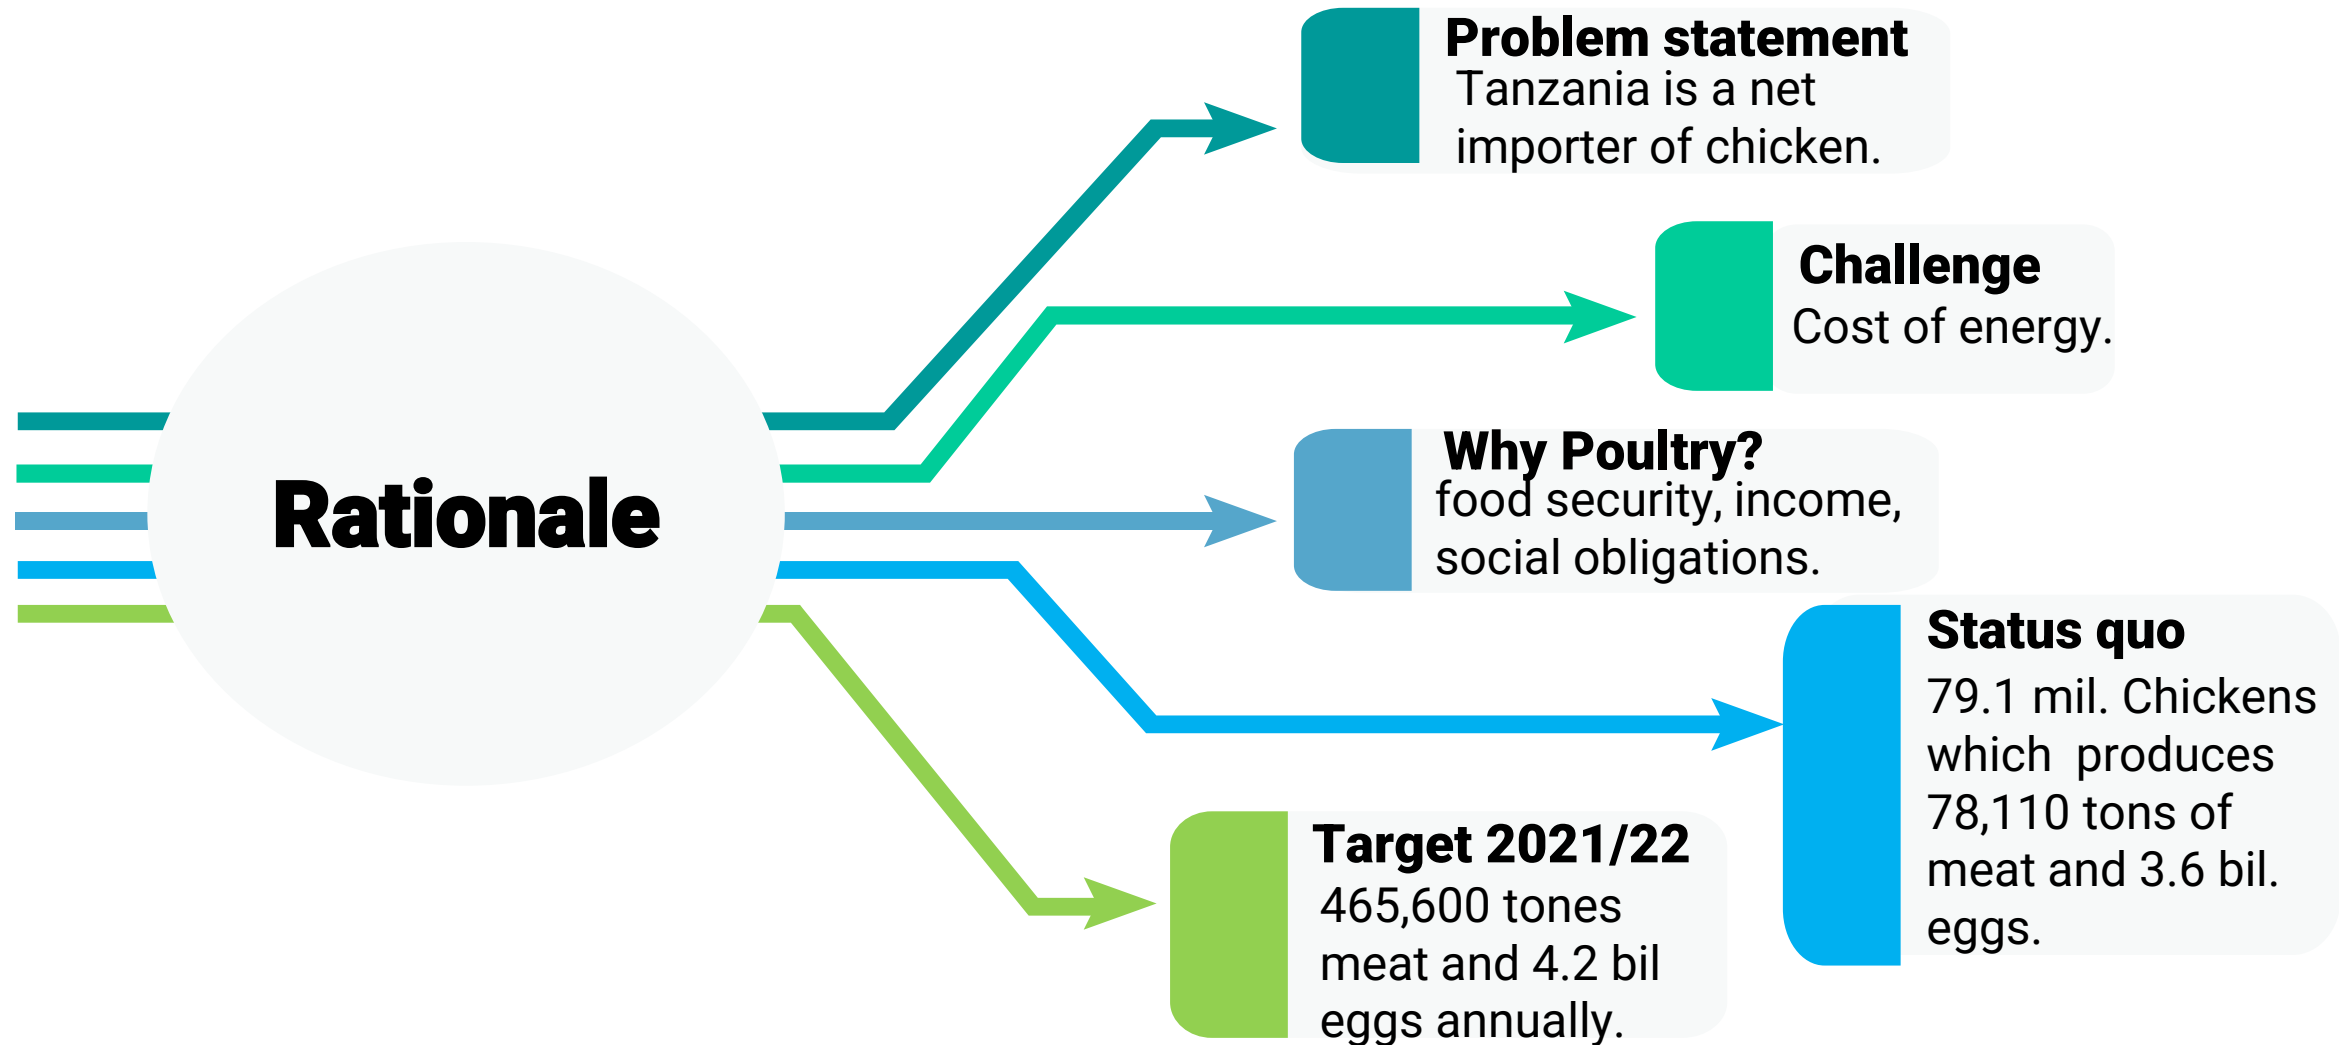 Rationale
Problem statement
Tanzania is a net
importer of chicken.
Challenge
Cost of energy.
Why Poultry?
food security, income,
social obligations.
Status quo
79.1 mil. Chickens
which  produces
78,110 tons of
meat and 3.6 bil.
eggs.
Target 2021/22
465,600 tones
meat and 4.2 bil
eggs annually.